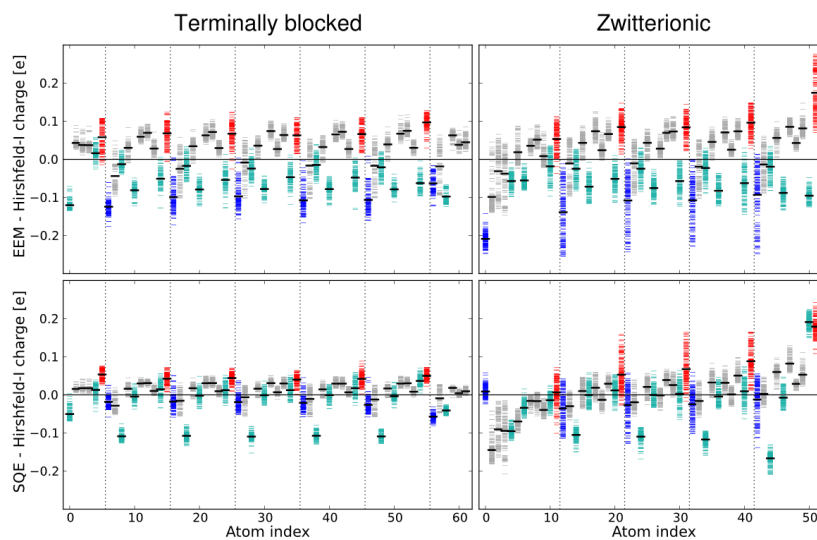 Terminally blocked Zwitterionic
EEM - Hirshfeld-I charge [e]
0.2
0.1
0.0
−0.1
−0.2
SQE - Hirshfeld-I charge [e]
0.2
0.1
0.0
−0.1
−0.2
0 10 20 30 40 50 60 0 10 20 30 40 50
Atom index Atom index